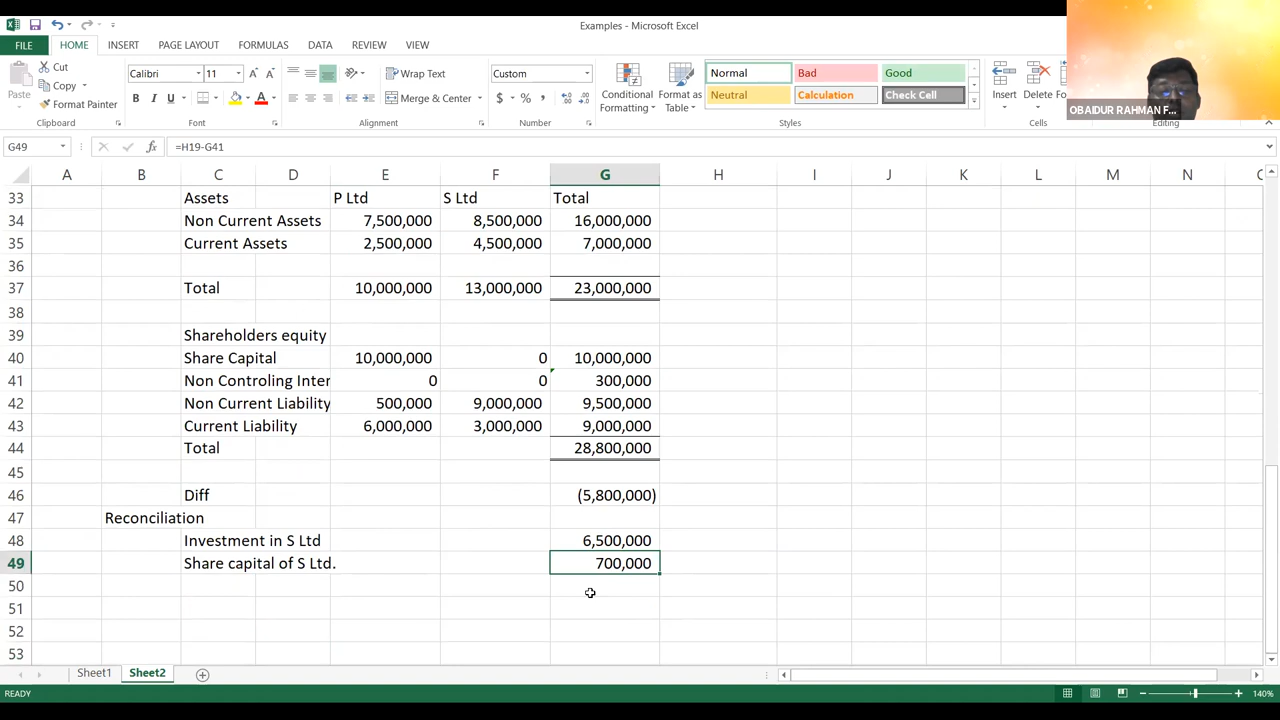 Examples - Microsoft Excel
FILE HOME INSERT PAGE LAYOUT FORMULAS DATA REVIEW VIEW
Paste
Cut
Copy
Format Painter
Clipboard
Calibri 11 A A
B I U A
Font
Wrap Text
Merge & Center
Alignment
Custom
$ % ,
Number
Conditional Formatting
Format as Table
Normal Bad Good
Neutral Calculation Check Cell
Styles
Insert Delete
Cells
Editing
OBAIDUR RAHMAN F...
G49 fx =H19-G41
A B C D E F G H I J K L M N
33 Assets P Ltd S Ltd Total
34 Non Current Assets 7,500,000 8,500,000 16,000,000
35 Current Assets 2,500,000 4,500,000 7,000,000
36
37 Total 10,000,000 13,000,000 23,000,000
38
39 Shareholders equity
40 Share Capital 10,000,000 0 10,000,000
41 Non Controling Inter 0 0 300,000
42 Non Current Liability 500,000 9,000,000 9,500,000
43 Current Liability 6,000,000 3,000,000 9,000,000
44 Total 28,800,000
45
46 Diff (5,800,000)
47 Reconciliation
48 Investment in S Ltd 6,500,000
49 Share capital of S Ltd. 700,000
50
51
52
53
Sheet1 Sheet2
READY 140%